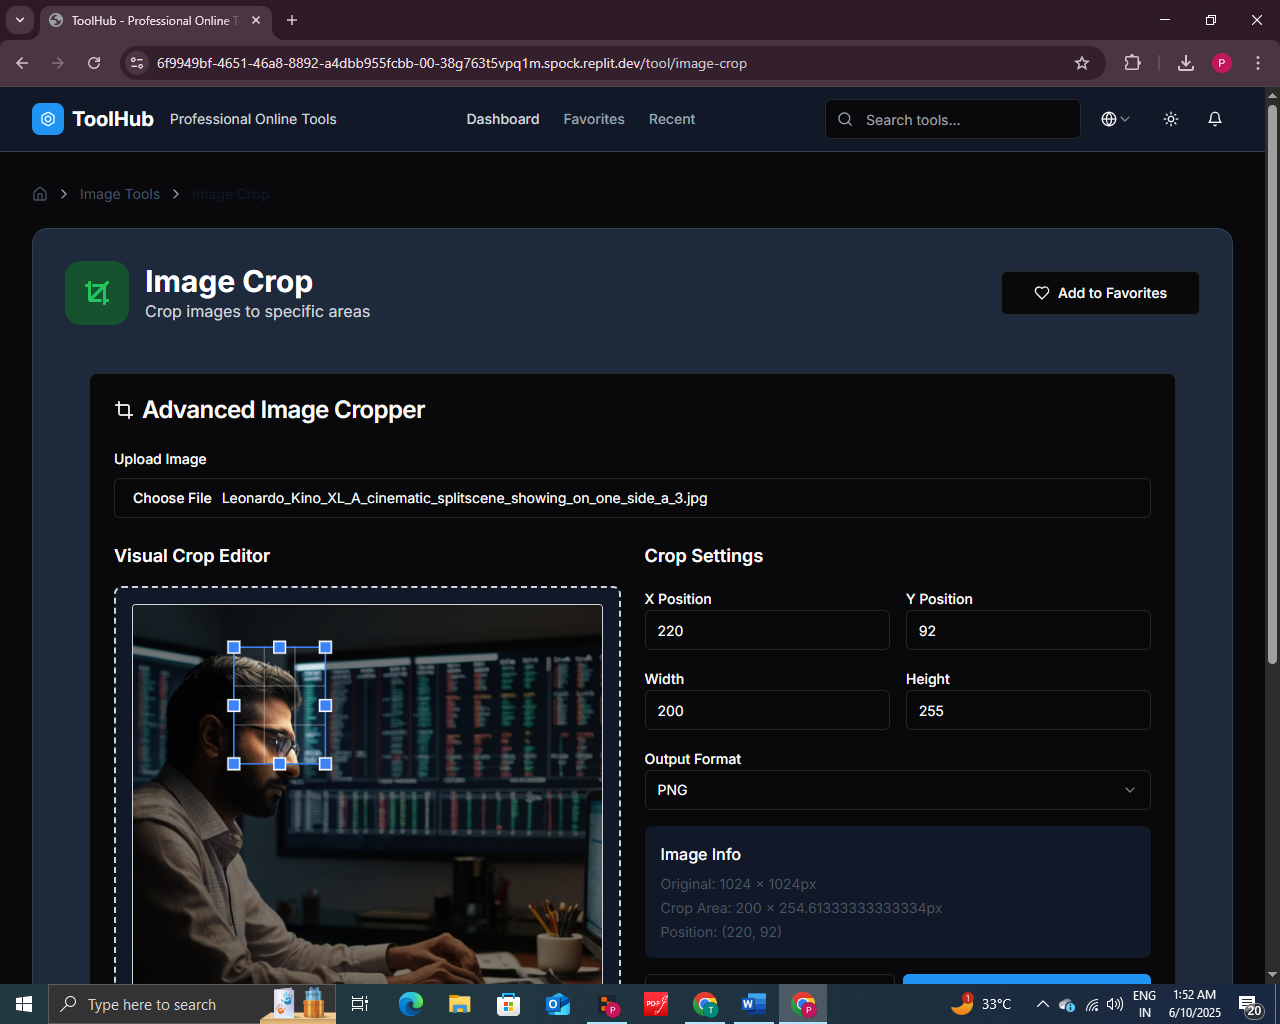 ToolHub - Professional Online T
6f9949bf-4651-46a8-8892-a4dbb955fcbb-00-38g763t5vpq1m.spock.replit.dev/tool/image-crop
P
ToolHub
Professional Online Tools
Dashboard
Favorites
Recent
Search tools...
Image Tools
Image Crop
Image Crop
Crop images to specific areas
Add to Favorites
Advanced Image Cropper
Upload Image
Choose File Leonardo_Kino_XL_A_cinematic_splitscene_showing_on_one_side_a_3.jpg
Visual Crop Editor
Crop Settings
X Position
Y Position
220
92
Width
Height
200
255
Output Format
PNG
Image Info
Original: 1024 × 1024px
Crop Area: 200 × 254.61333333333334px
Position: (220, 92)
Type here to search
P
PDF
T
W
P
1
33°C
ENG
IN
1:52 AM
6/10/2025
20